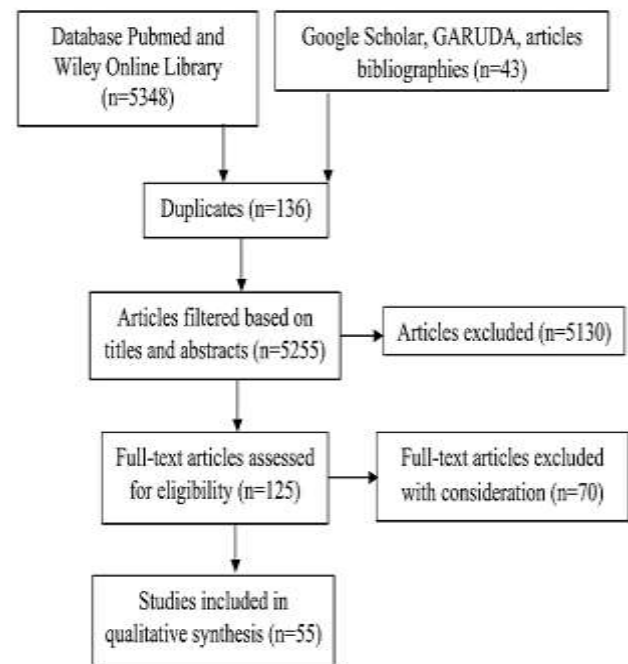 Database Pubmed and
Wiley Online Library
(n=5348)
Google Scholar, GARUDA, articles
bibliographies (n=43)
Duplicates (n=136)
Articles filtered based on
titles and abstracts (n=5255)
Articles excluded (n=5130)
Full-text articles assessed
for eligibility (n=125)
Full-text articles excluded
with consideration (n=70)
Studies included in
qualitative synthesis (n=55)